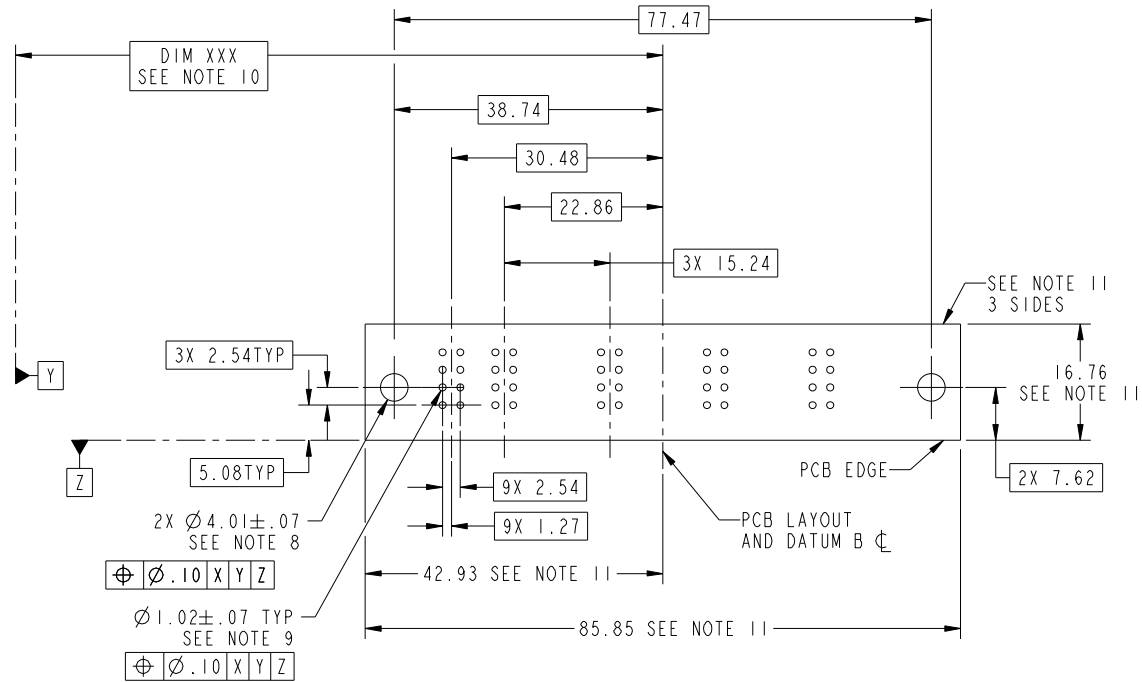 77.47
DIM XXX
SEE NOTE 10
38.74
30.48
22.86
3X 15.24
SEE NOTE 11
3 SIDES
3X 2.54TYP
Y
16.76
SEE NOTE 11
Z
5.08TYP
PCB EDGE
2X 7.62
9X 2.54
2X Ø4.01±.07
SEE NOTE 8
9X 1.27
PCB LAYOUT
AND DATUM B ℄
⌖ Ø.10 X Y Z
42.93 SEE NOTE 11
Ø1.02±.07 TYP
SEE NOTE 9
85.85 SEE NOTE 11
⌖ Ø.10 X Y Z